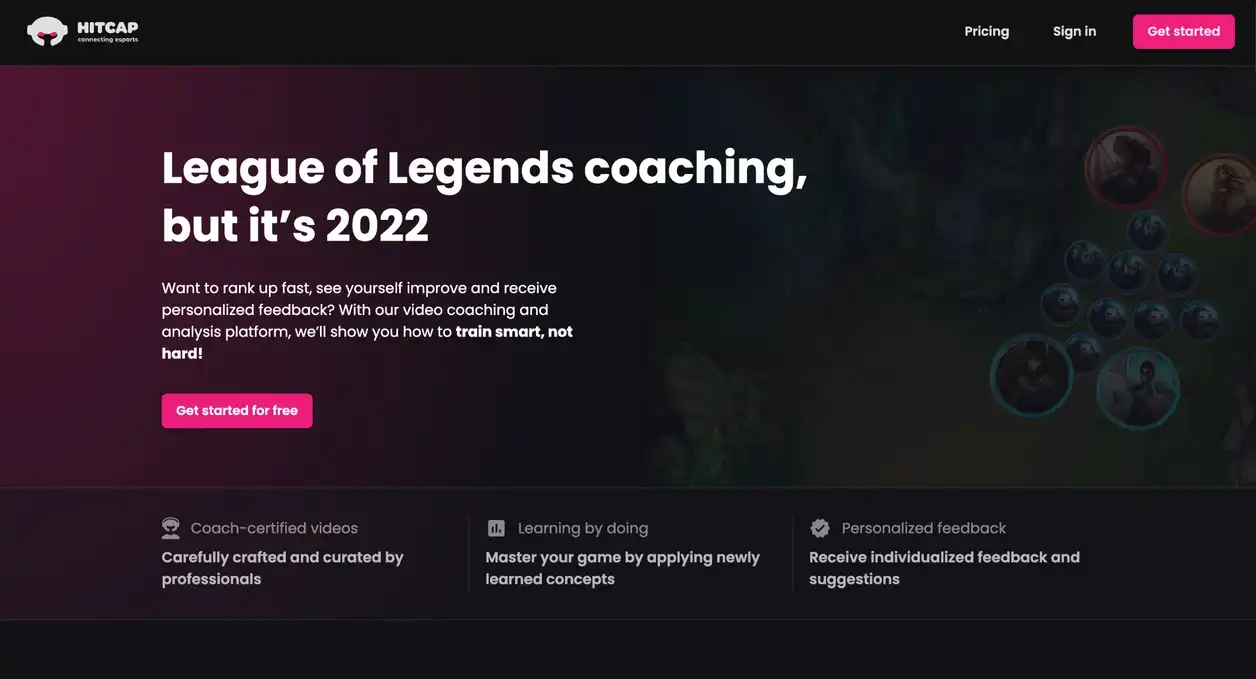 HITCAP
connecting esports
Pricing
Sign in
Get started
League of Legends coaching,
but it’s 2022
Want to rank up fast, see yourself improve and receive
personalized feedback? With our video coaching and
analysis platform, we’ll show you how to train smart, not
hard!
Get started for free
Coach-certified videos
Carefully crafted and curated by
professionals
Learning by doing
Master your game by applying newly
learned concepts
Personalized feedback
Receive individualized feedback and
suggestions